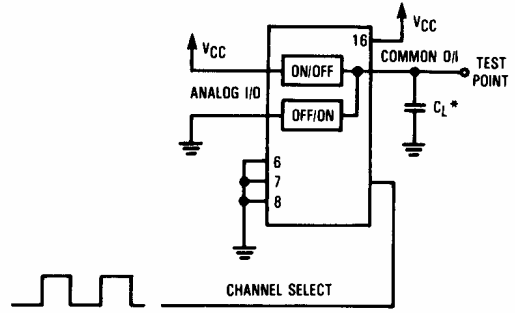 VCC
16
VCC
ON/OFF
COMMON O/I
TEST
POINT
ANALOG I/O
OFF/ON
CL*
6
7
8
CHANNEL SELECT